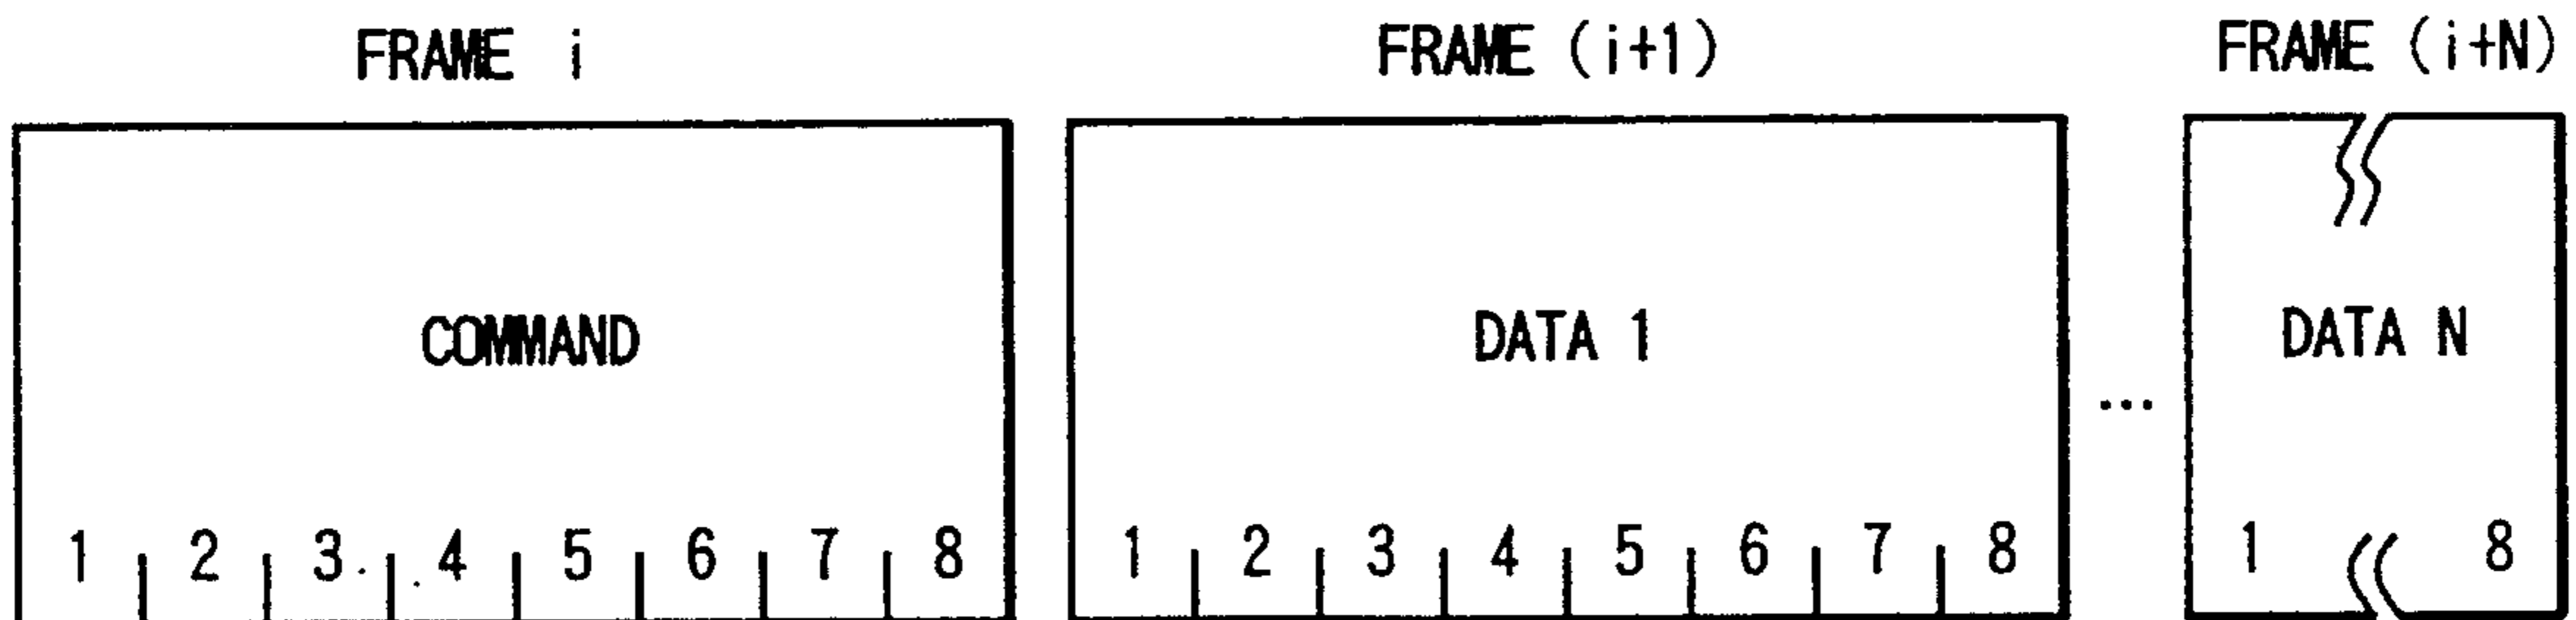 FRAME i FRAME (i+1) FRAME (i+N)
COMMAND DATA 1 DATA N
...
1 2 3 4 5 6 7 8 1 2 3 4 5 6 7 8 1 8